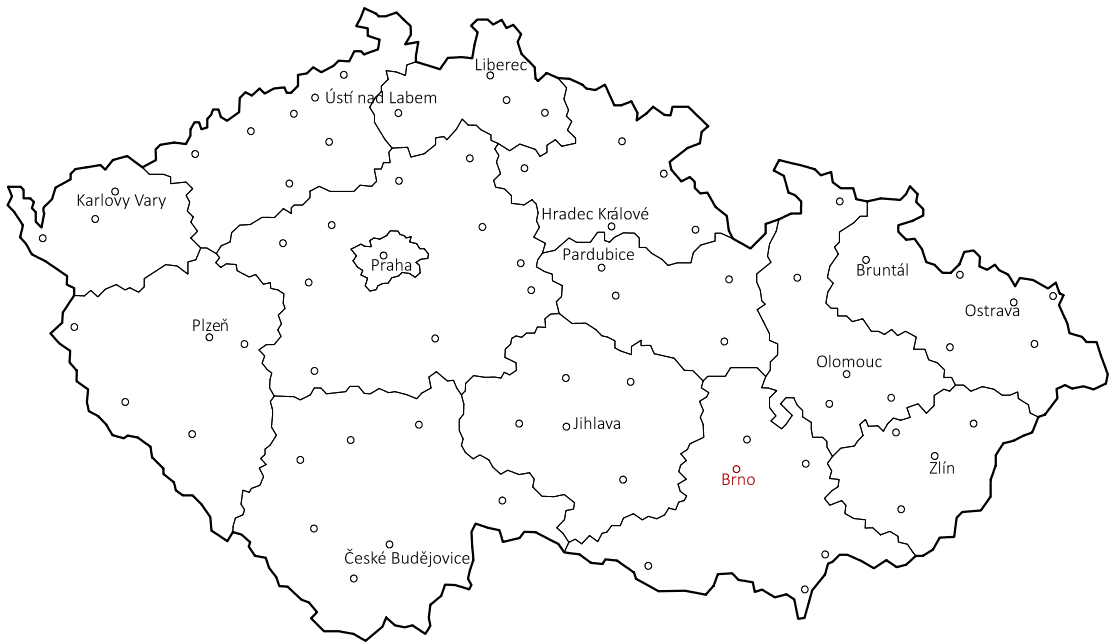 Liberec
Ústí nad Labem
Karlovy Vary
Hradec Králové
Pardubice
Praha
Bruntál
Ostrava
Plzeň
Olomouc
Jihlava
Zlín
Brno
České Budějovice